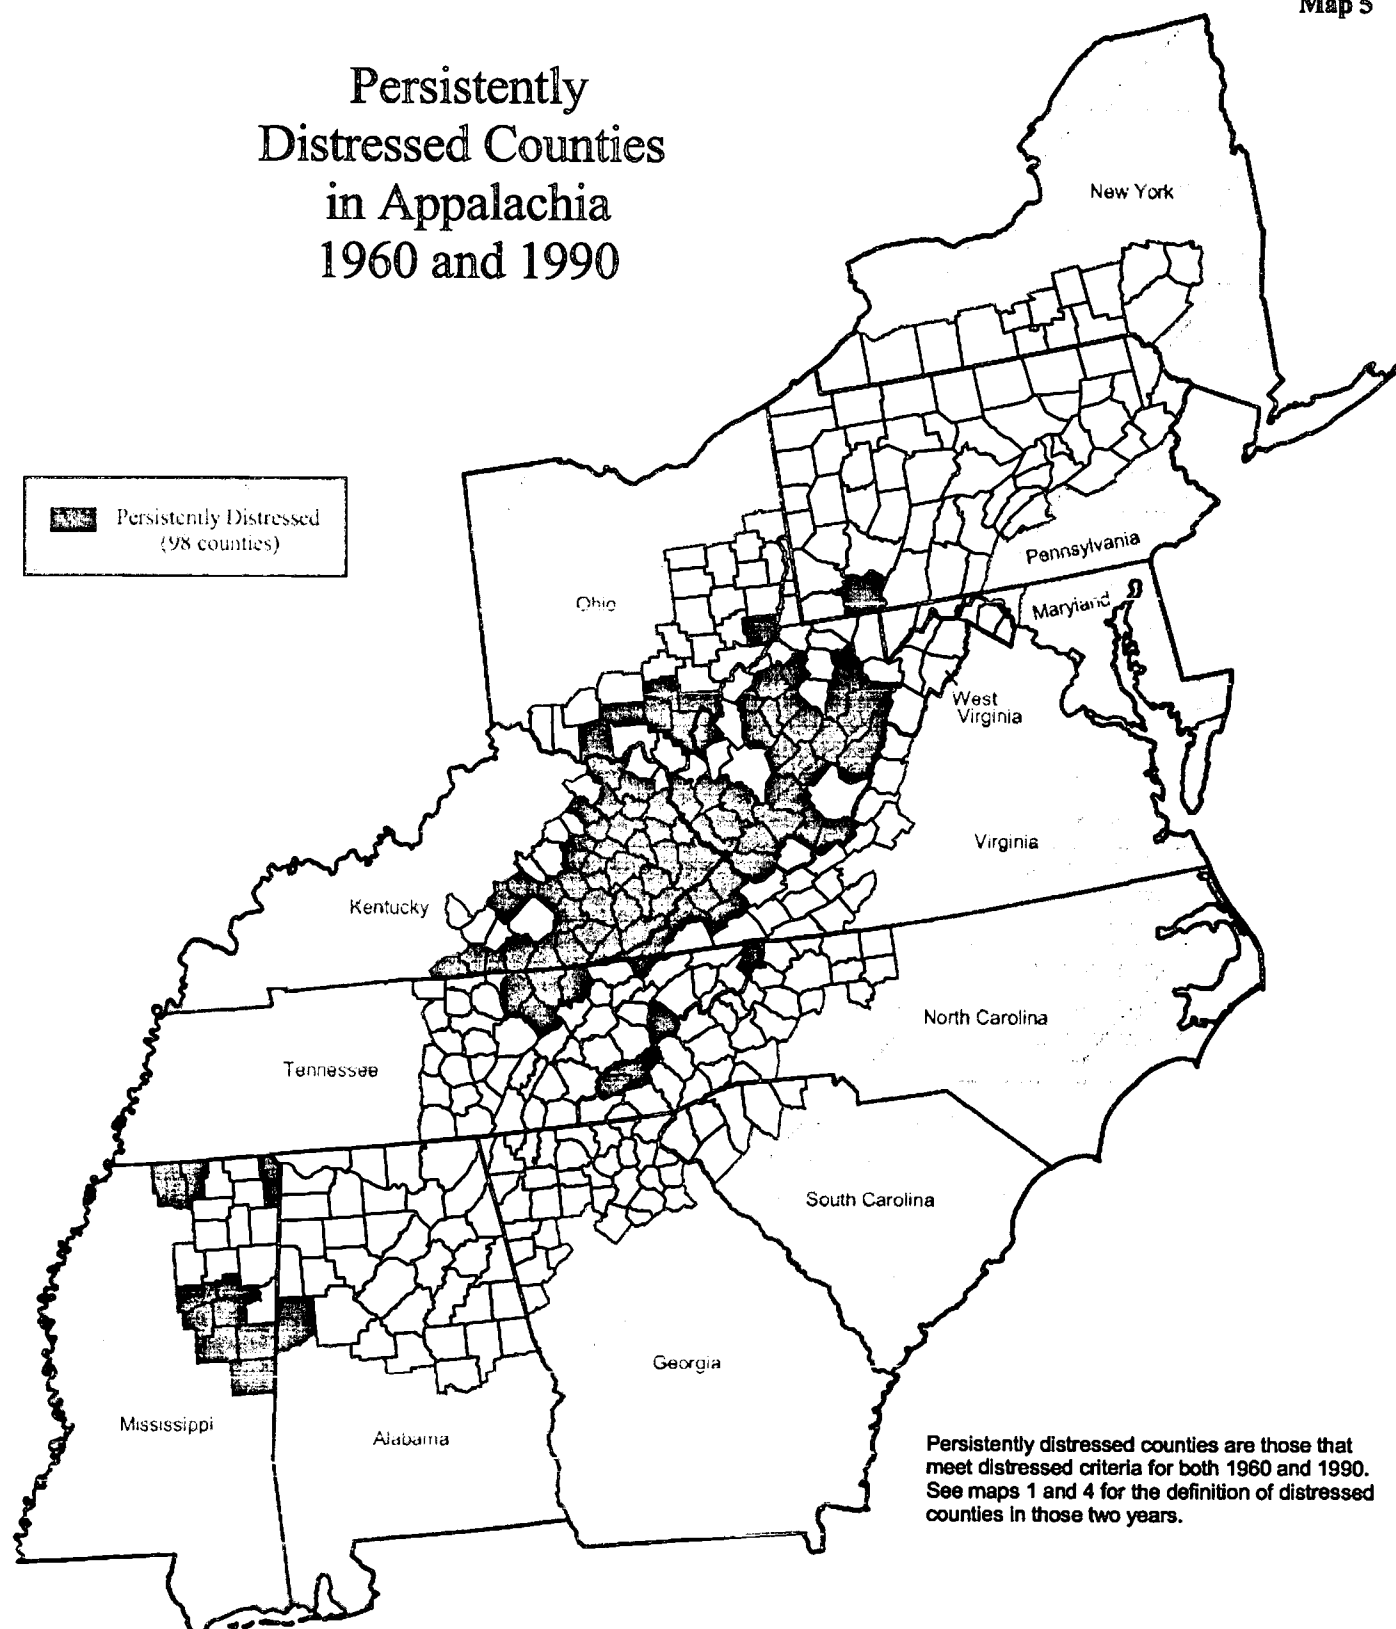 Map 5
Persistently
Distressed Counties
in Appalachia
1960 and 1990
New York
Persistently Distressed
(98 counties)
Pennsylvania
Ohio
Maryland
West
Virginia
Virginia
Kentucky
North Carolina
Tennessee
South Carolina
Georgia
Mississippi
Alabama
Persistently distressed counties are those that
meet distressed criteria for both 1960 and 1990.
See maps 1 and 4 for the definition of distressed
counties in those two years.